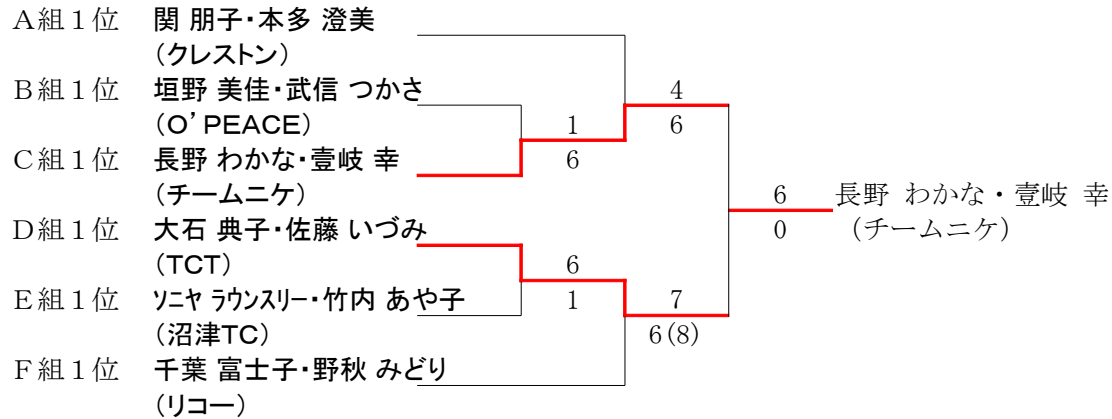 A組1位 関 朋子・本多 澄美
(クレストン)
B組1位 垣野 美佳・武信 つかさ
4
(O'PEACE)
1
6
C組1位 長野 わかな・壹岐 幸
6
(チームニケ)
6 長野 わかな・壹岐 幸
D組1位 大石 典子・佐藤 いづみ
0 (チームニケ)
(TCT)
6
E組1位 ソニヤ ラウンスリー・竹内 あや子
1
7
(沼津TC)
6(8)
F組1位 千葉 富士子・野秋 みどり
(リコー)